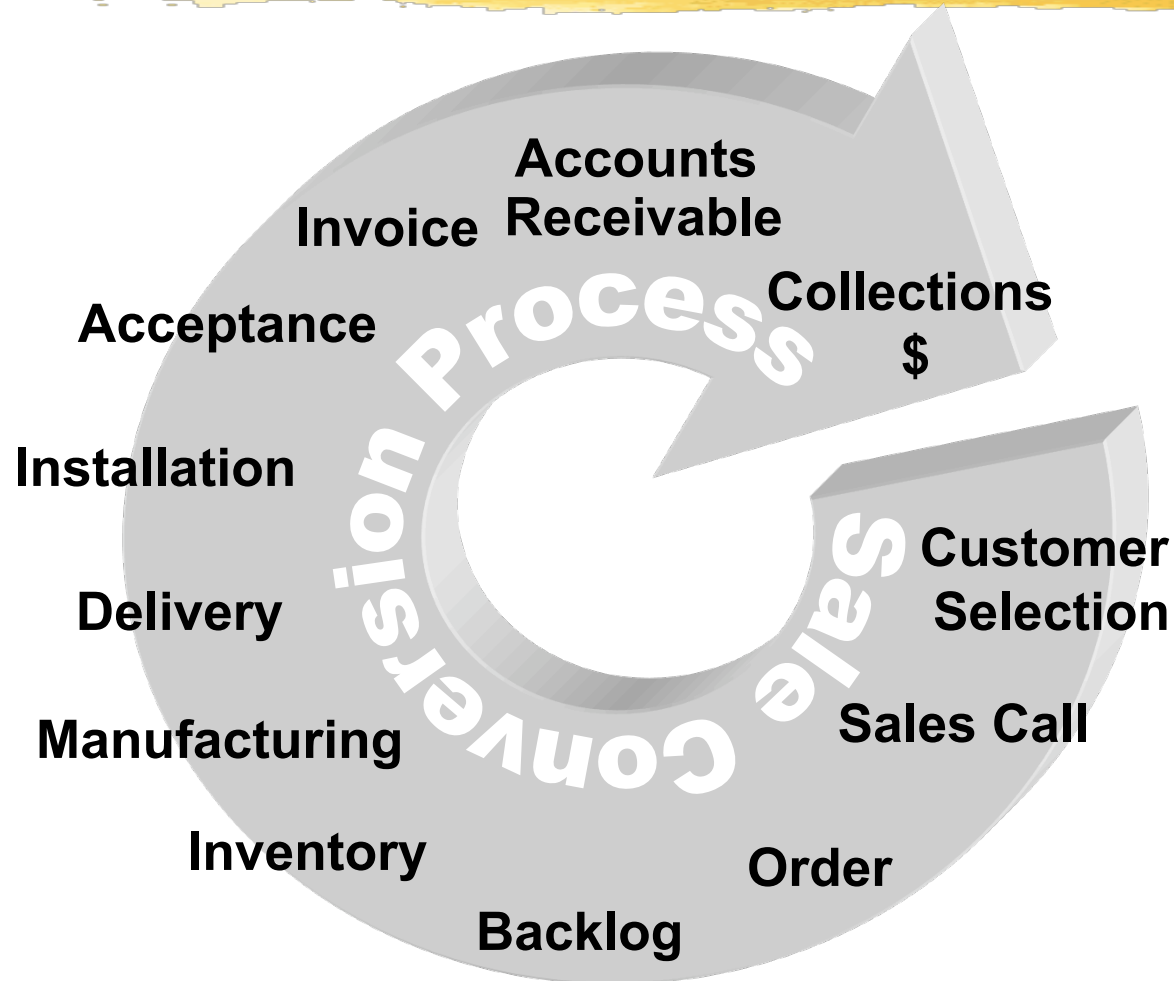 Accounts
Receivable
Invoice
Collections
$
Acceptance
Installation
Delivery
Manufacturing
Inventory
Backlog
Order
Sales Call
Customer
Selection
Sale Conversion Process